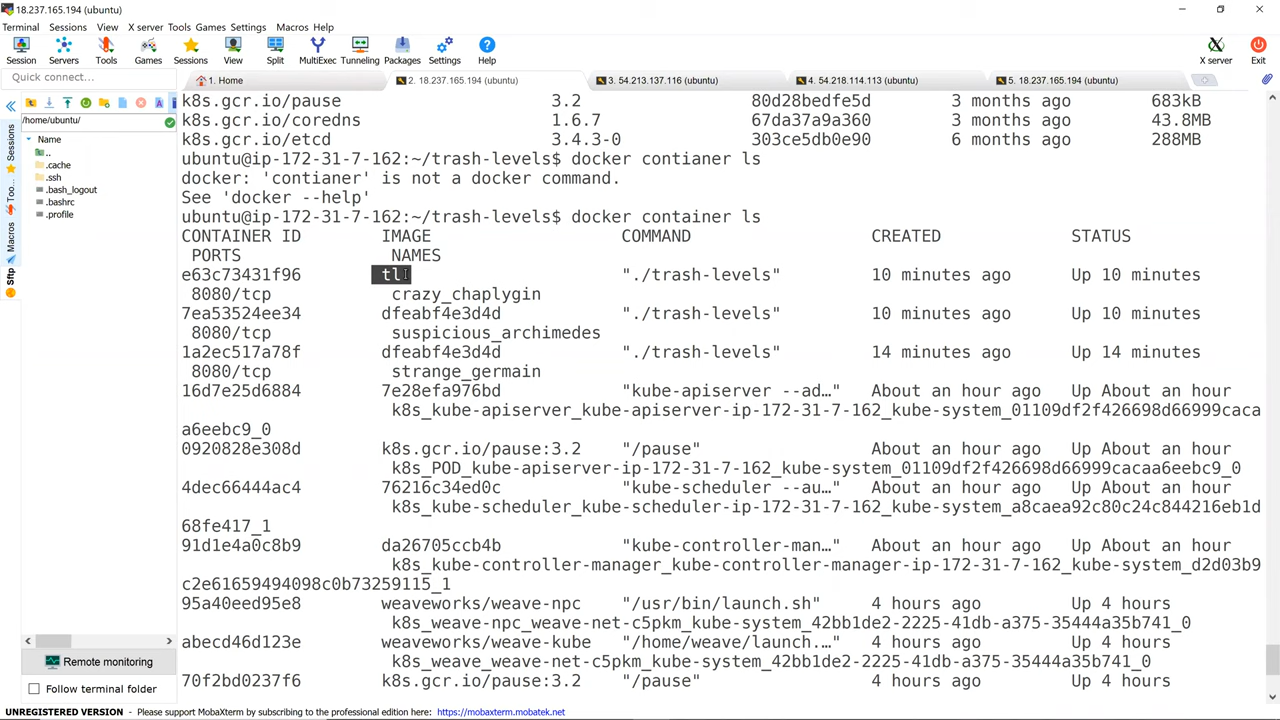 18.237.165.194 (ubuntu)
Terminal Sessions View X server Tools Games Settings Macros Help
Session Servers Tools Games Sessions View Split MultiExec Tunneling Packages Settings Help X server Exit
Quick connect...
1. Home
2. 18.237.165.194 (ubuntu)
3. 54.213.137.116 (ubuntu)
4. 54.218.114.113 (ubuntu)
5. 18.237.165.194 (ubuntu)
/home/ubuntu/
Name
..
.cache
.ssh
.bash_logout
.bashrc
.profile
Sessions
Too...
Macros
Sftp
k8s.gcr.io/pause 3.2 80d28bedfe5d 3 months ago 683kB
k8s.gcr.io/coredns 1.6.7 67da37a9a360 3 months ago 43.8MB
k8s.gcr.io/etcd 3.4.3-0 303ce5db0e90 6 months ago 288MB
ubuntu@ip-172-31-7-162:~/trash-levels$ docker contianer ls
docker: 'contianer' is not a docker command.
See 'docker --help'
ubuntu@ip-172-31-7-162:~/trash-levels$ docker container ls
CONTAINER ID IMAGE COMMAND CREATED STATUS
PORTS NAMES
e63c73431f96 tl "./trash-levels" 10 minutes ago Up 10 minutes
8080/tcp crazy_chaplygin
7ea53524ee34 dfeabf4e3d4d "./trash-levels" 10 minutes ago Up 10 minutes
8080/tcp suspicious_archimedes
1a2ec517a78f dfeabf4e3d4d "./trash-levels" 14 minutes ago Up 14 minutes
8080/tcp strange_germain
16d7e25d6884 7e28efa976bd "kube-apiserver --ad…" About an hour ago Up About an hour
k8s_kube-apiserver_kube-apiserver-ip-172-31-7-162_kube-system_01109df2f426698d66999caca
a6eebc9_0
0920828e308d k8s.gcr.io/pause:3.2 "/pause" About an hour ago Up About an hour
k8s_POD_kube-apiserver-ip-172-31-7-162_kube-system_01109df2f426698d66999cacaa6eebc9_0
4dec66444ac4 76216c34ed0c "kube-scheduler --au…" About an hour ago Up About an hour
k8s_kube-scheduler_kube-scheduler-ip-172-31-7-162_kube-system_a8caea92c80c24c844216eb1d
68fe417_1
91d1e4a0c8b9 da26705ccb4b "kube-controller-man…" About an hour ago Up About an hour
k8s_kube-controller-manager_kube-controller-manager-ip-172-31-7-162_kube-system_d2d03b9
c2e61659494098c0b73259115_1
95a40eed95e8 weaveworks/weave-npc "/usr/bin/launch.sh" 4 hours ago Up 4 hours
k8s_weave-npc_weave-net-c5pkm_kube-system_42bb1de2-2225-41db-a375-35444a35b741_0
abecd46d123e weaveworks/weave-kube "/home/weave/launch.…" 4 hours ago Up 4 hours
k8s_weave_weave-net-c5pkm_kube-system_42bb1de2-2225-41db-a375-35444a35b741_0
70f2bd0237f6 k8s.gcr.io/pause:3.2 "/pause" 4 hours ago Up 4 hours
Remote monitoring
Follow terminal folder
UNREGISTERED VERSION - Please support MobaXterm by subscribing to the professional edition here: https://mobaxterm.mobatek.net